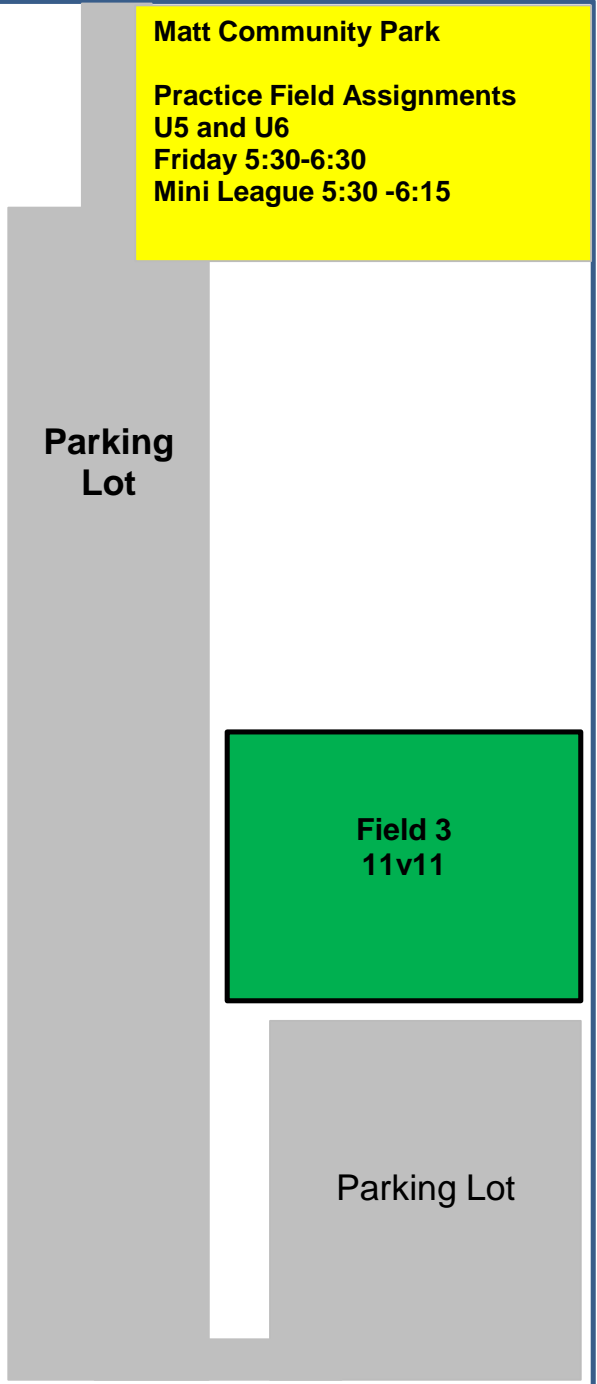 Matt Community Park
Practice Field Assignments
U5 and U6
Friday 5:30-6:30
Mini League 5:30 -6:15
Parking
Lot
Field 3
11v11
Parking Lot